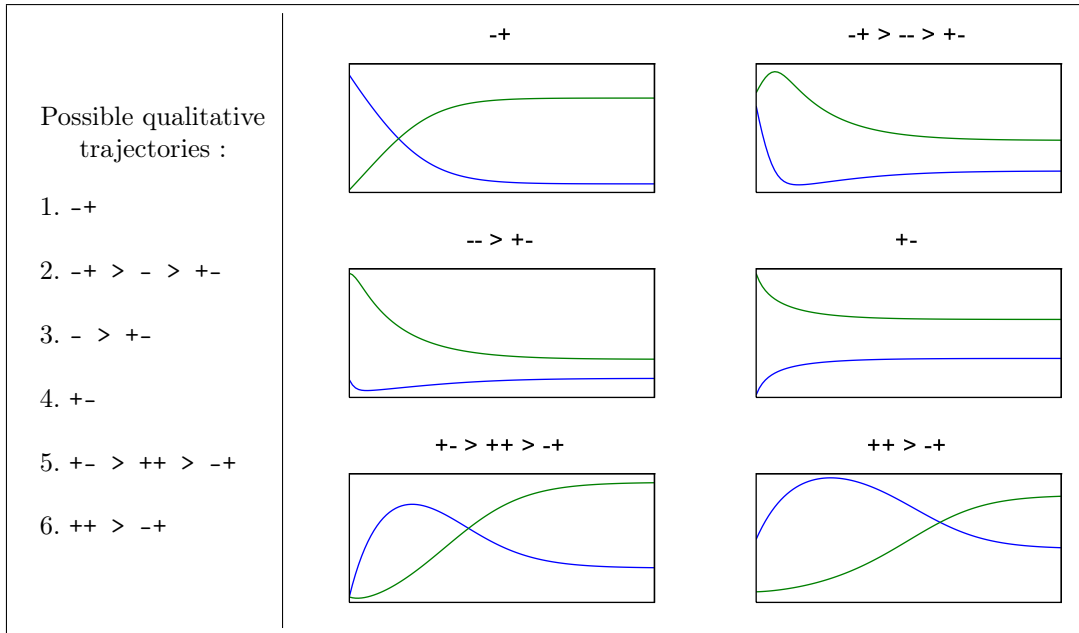 Possible qualitative
trajectories :
1. -+
2. -+ > - > +-
3. - > +-
4. +-
5. +- > ++ > -+
6. ++ > -+
-+
-+ > -- > +-
-- > +-
+-
+- > ++ > -+
++ > -+